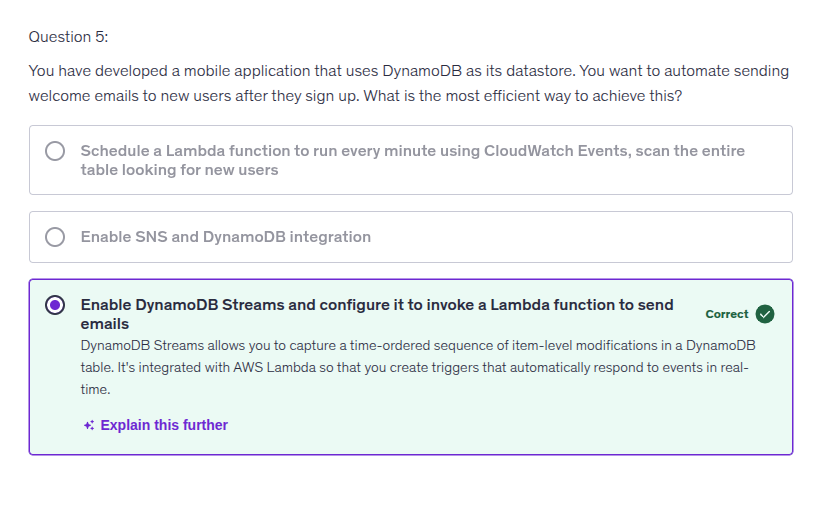 Question 5:
You have developed a mobile application that uses DynamoDB as its datastore. You want to automate sending
welcome emails to new users after they sign up. What is the most efficient way to achieve this?
Schedule a Lambda function to run every minute using CloudWatch Events, scan the entire
table looking for new users
Enable SNS and DynamoDB integration
Enable DynamoDB Streams and configure it to invoke a Lambda function to send
emails
Correct
DynamoDB Streams allows you to capture a time-ordered sequence of item-level modifications in a DynamoDB
table. It's integrated with AWS Lambda so that you create triggers that automatically respond to events in real-
time.
Explain this further